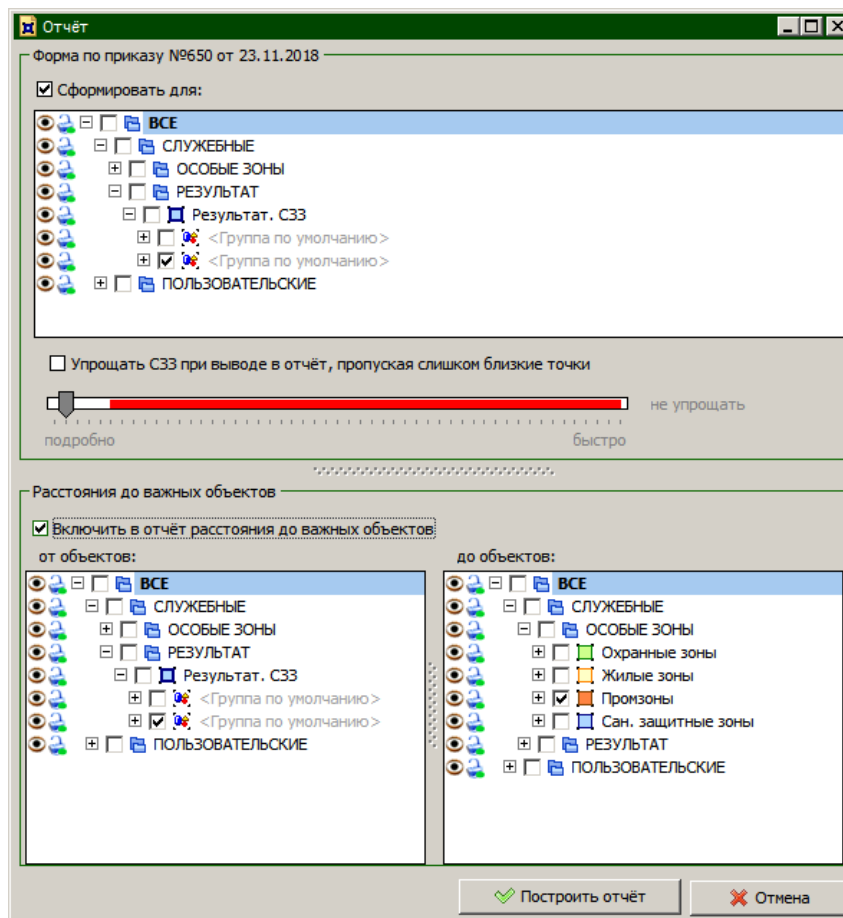 Отчёт
Форма по приказу №650 от 23.11.2018
Сформировать для:
ВСЕ
СЛУЖЕБНЫЕ
ОСОБЫЕ ЗОНЫ
РЕЗУЛЬТАТ
Результат. СЗЗ
<Группа по умолчанию>
<Группа по умолчанию>
ПОЛЬЗОВАТЕЛЬСКИЕ
Упрощать СЗЗ при выводе в отчёт, пропуская слишком близкие точки
не упрощать
подробно быстро
Расстояния до важных объектов
Включить в отчёт расстояния до важных объектов
от объектов:
ВСЕ
СЛУЖЕБНЫЕ
ОСОБЫЕ ЗОНЫ
РЕЗУЛЬТАТ
Результат. СЗЗ
<Группа по умолчанию>
<Группа по умолчанию>
ПОЛЬЗОВАТЕЛЬСКИЕ
до объектов:
ВСЕ
СЛУЖЕБНЫЕ
ОСОБЫЕ ЗОНЫ
Охранные зоны
Жилые зоны
Промзоны
Сан. защитные зоны
РЕЗУЛЬТАТ
ПОЛЬЗОВАТЕЛЬСКИЕ
Построить отчёт
Отмена